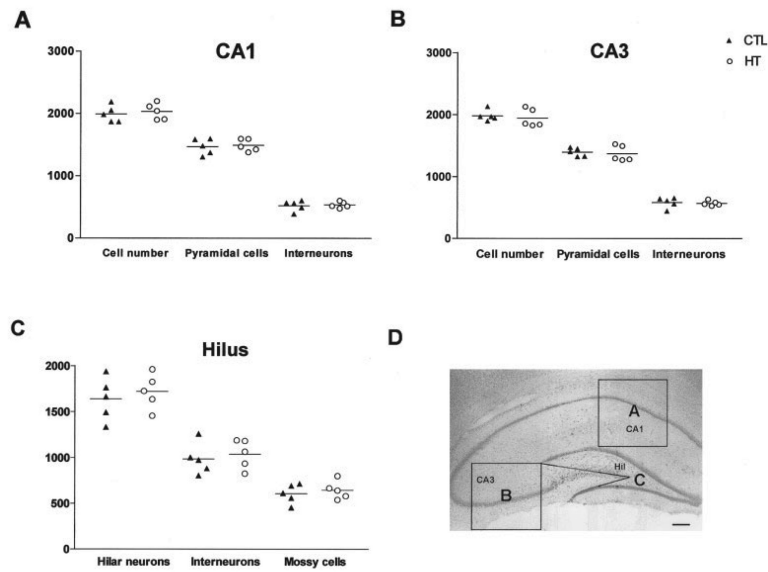 A
CA1
3000
2000
1000
0
Cell number Pyramidal cells Interneurons
B
CA3
CTL
HT
3000
2000
1000
0
Cell number Pyramidal cells Interneurons
C
Hilus
2000
1500
1000
500
0
Hilar neurons Interneurons Mossy cells
D
A
CA1
Hil
CA3
C
B